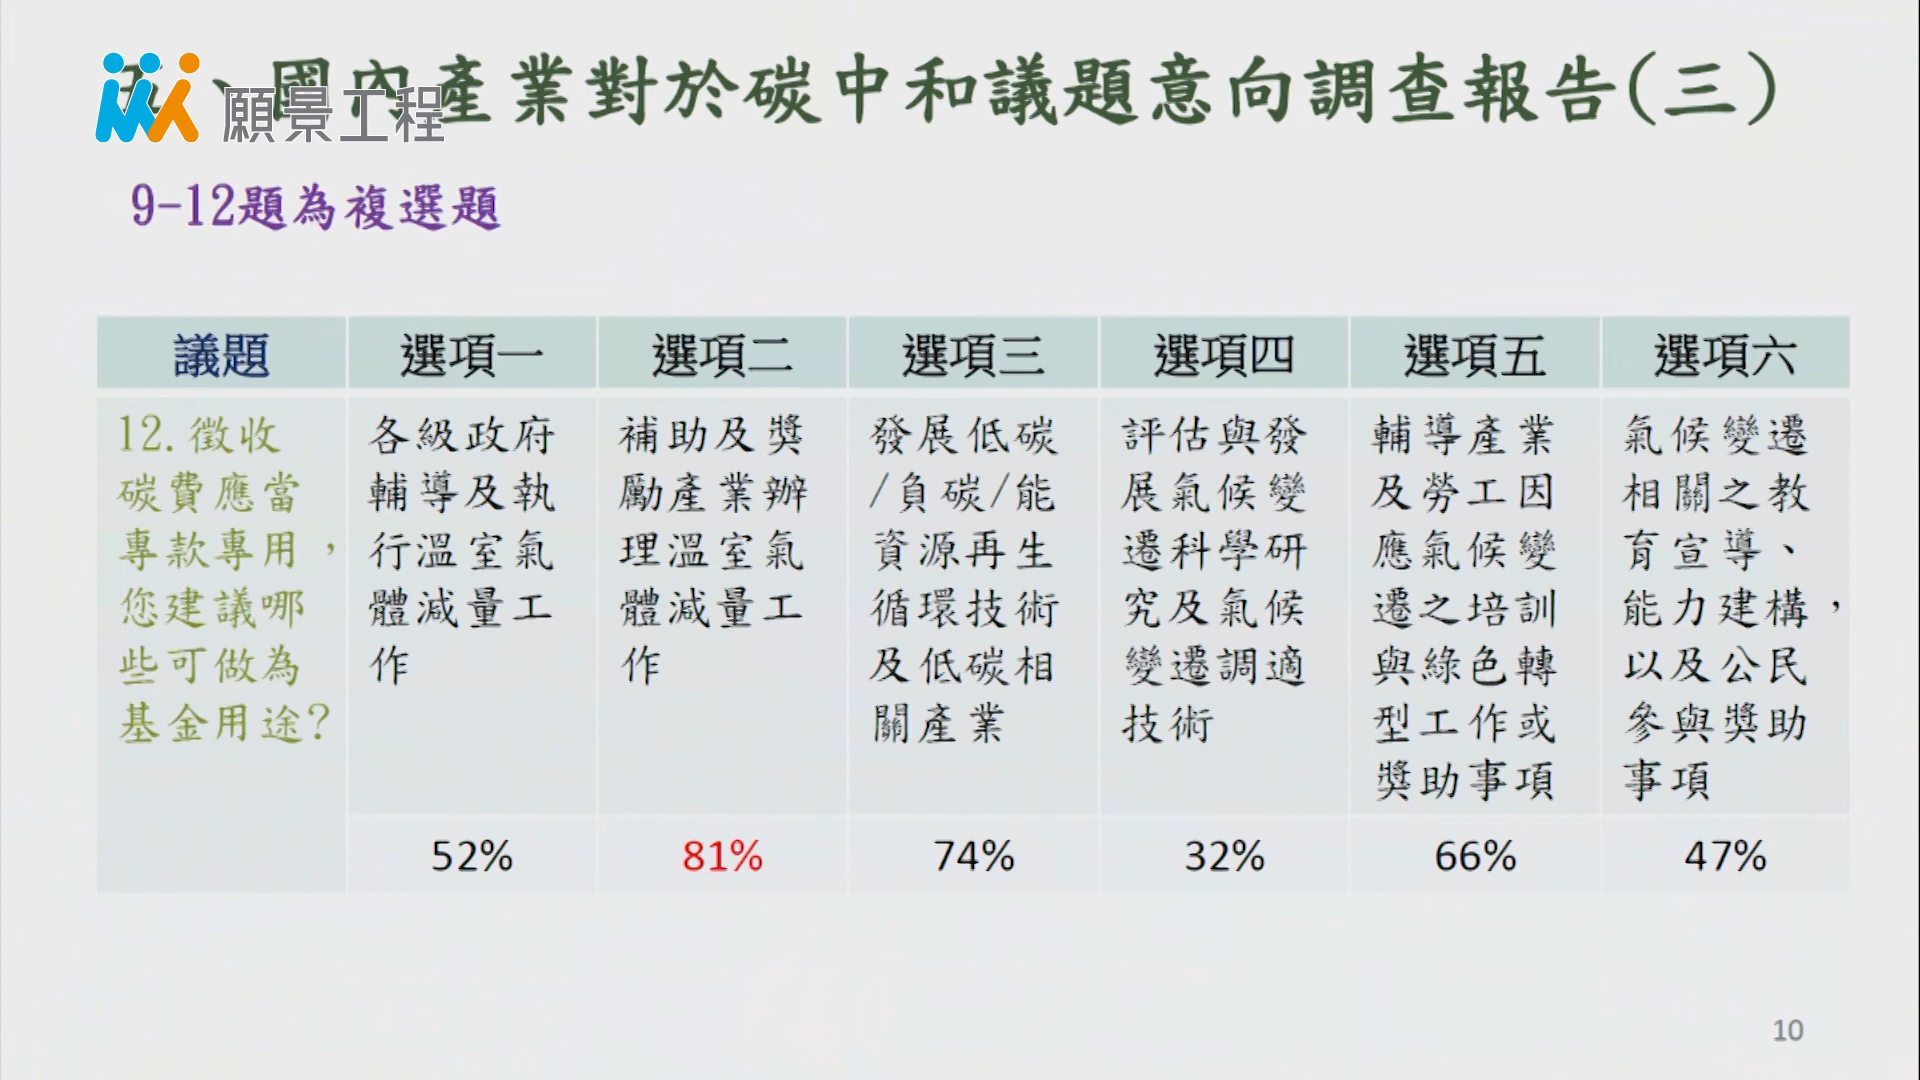 國內產業對於碳中和議題意向調查報告(三)
願景工程
9-12題為複選題
議題 選項一 選項二 選項三 選項四 選項五 選項六
12.徵收
碳費應當
專款專用，
您建議哪
些可做為
基金用途?
各級政府
輔導及執
行溫室氣
體減量工
作
補助及獎
勵產業辦
理溫室氣
體減量工
作
發展低碳
/負碳/能
資源再生
循環技術
及低碳相
關產業
評估與發
展氣候變
遷科學研
究及氣候
變遷調適
技術
輔導產業
及勞工因
應氣候變
遷之培訓
與綠色轉
型工作或
獎助事項
氣候變遷
相關之教
育宣導、
能力建構，
以及公民
參與獎助
事項
52% 81% 74% 32% 66% 47%
10